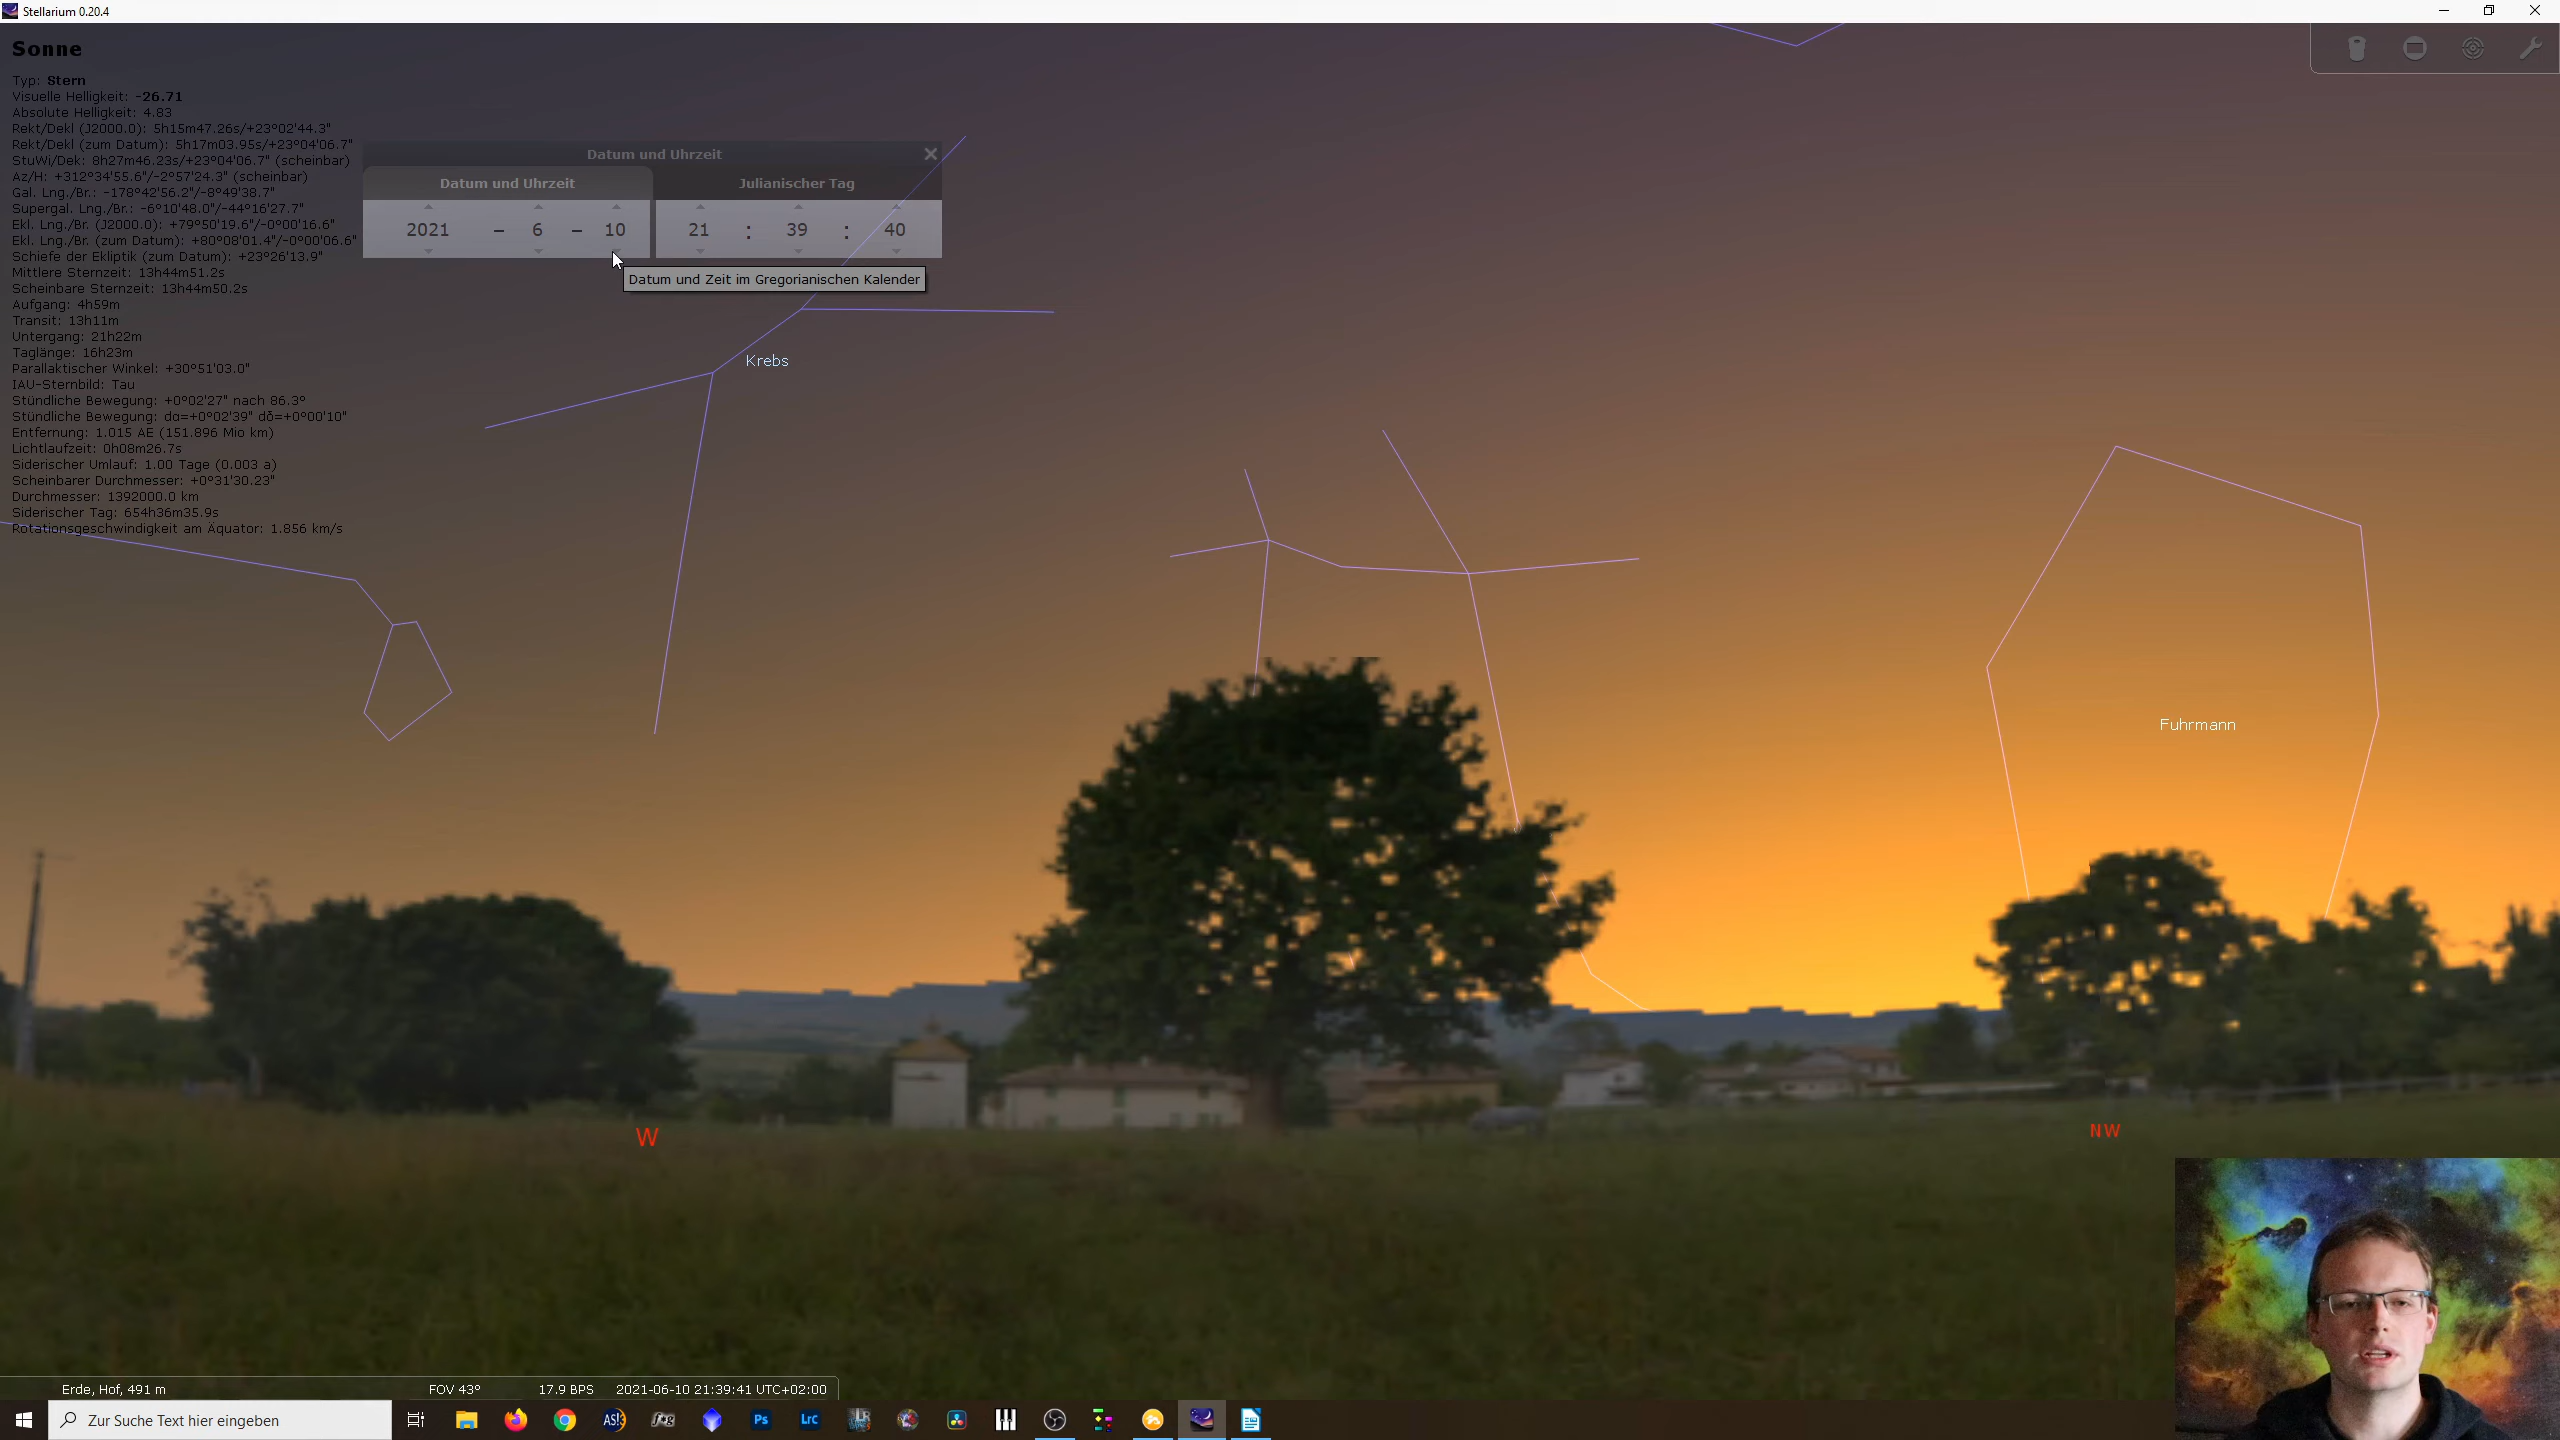 Stellarium 0.20.4
Sonne
Typ: Stern
Visuelle Helligkeit: -26.71
Absolute Helligkeit: 4.83
Rekt/Dekl (J2000.0): 5h15m47.26s/+23°02'44.3"
Rekt/Dekl (zum Datum): 5h17m03.95s/+23°04'06.7"
StuWi/Dek: 8h27m46.23s/+23°04'06.7" (scheinbar)
Az/H: +312°34'55.6"/-2°57'24.3" (scheinbar)
Gal. Lng./Br.: -178°42'56.2"/-8°49'38.7"
Supergal. Lng./Br.: -6°10'48.0"/-44°16'27.7"
Ekl. Lng./Br. (J2000.0): +79°50'19.6"/-0°00'16.6"
Ekl. Lng./Br. (zum Datum): +80°08'01.4"/-0°00'06.6"
Schiefe der Ekliptik (zum Datum): +23°26'13.9"
Mittlere Sternzeit: 13h44m51.2s
Scheinbare Sternzeit: 13h44m50.2s
Aufgang: 4h59m
Transit: 13h11m
Untergang: 21h22m
Taglänge: 16h23m
Parallaktischer Winkel: +30°51'03.0"
IAU-Sternbild: Tau
Stündliche Bewegung: +0°02'27" nach 86.3°
Stündliche Bewegung: dα=+0°02'39" dδ=+0°00'10"
Entfernung: 1.015 AE (151.896 Mio km)
Lichtlaufzeit: 0h08m26.7s
Siderischer Umlauf: 1.00 Tage (0.003 a)
Scheinbarer Durchmesser: +0°31'30.23"
Durchmesser: 1392000.0 km
Siderischer Tag: 654h36m35.9s
Rotationsgeschwindigkeit am Äquator: 1.856 km/s
Datum und Uhrzeit
Datum und Uhrzeit Julianischer Tag
2021 – 6 – 10 21 : 39 : 40
Datum und Zeit im Gregorianischen Kalender
Krebs
Fuhrmann
W
NW
Erde, Hof, 491 m FOV 43° 17.9 BPS 2021-06-10 21:39:41 UTC+02:00
Zur Suche Text hier eingeben
AS!3
Ps
Lrc